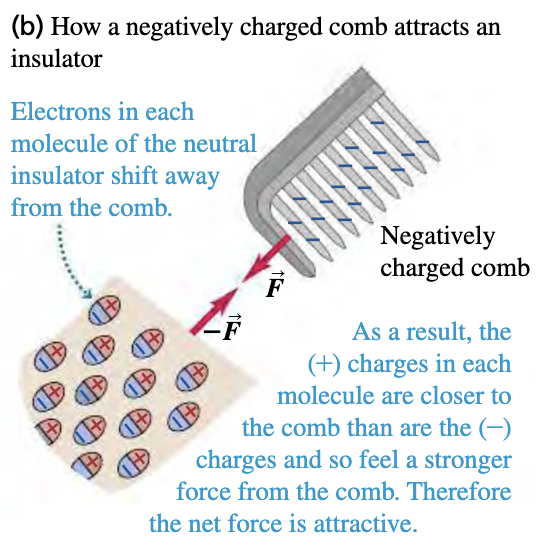 (b) How a negatively charged comb attracts an
insulator
Electrons in each
molecule of the neutral
insulator shift away
from the comb.
Negatively
charged comb
F⃗
−F⃗
As a result, the
(+) charges in each
molecule are closer to
the comb than are the (−)
charges and so feel a stronger
force from the comb. Therefore
the net force is attractive.